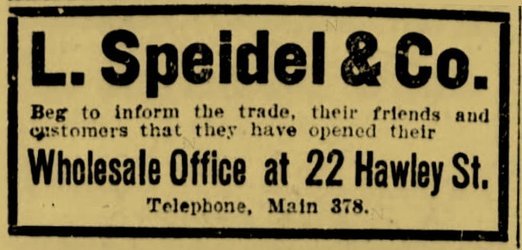 L. Speidel & Co.
Beg to inform the trade, their friends and
customers that they have opened their
Wholesale Office at 22 Hawley St.
Telephone, Main 378.